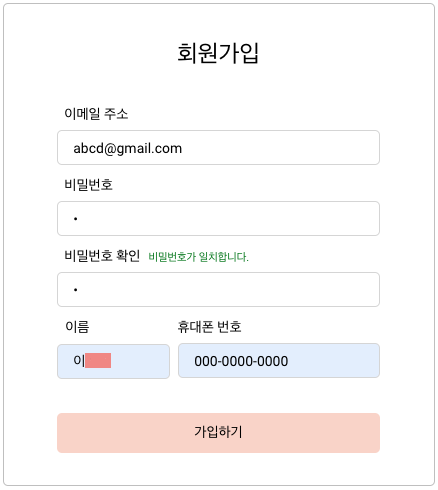 회원가입
이메일 주소
abcd@gmail.com
비밀번호
•
비밀번호 확인 비밀번호가 일치합니다.
•
이름 휴대폰 번호
이 000-0000-0000
가입하기